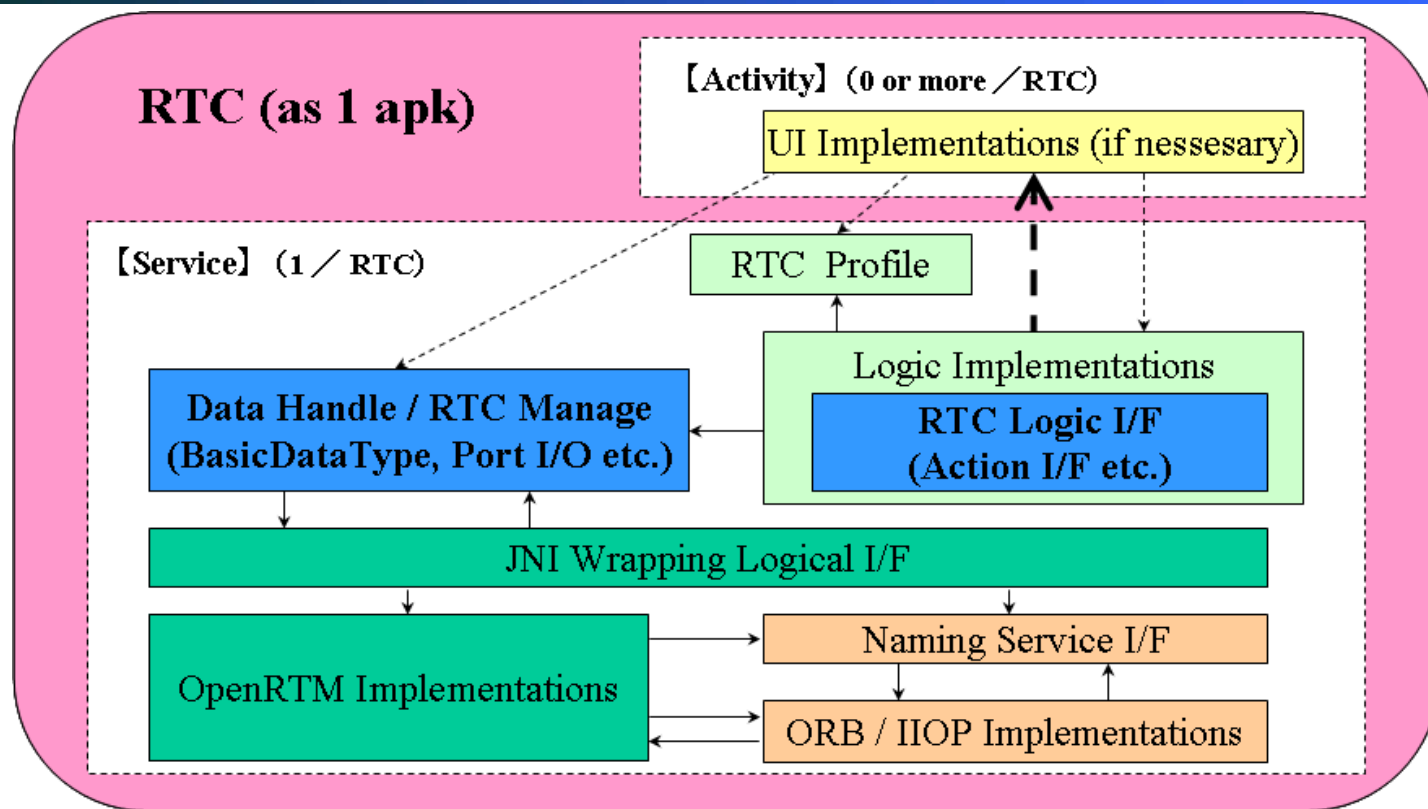 RTC (as 1 apk)
【Activity】(0 or more／RTC)
UI Implementations (if nessesary)
【Service】(1／RTC)
RTC Profile
Logic Implementations
Data Handle / RTC Manage
(BasicDataType, Port I/O etc.)
RTC Logic I/F
(Action I/F etc.)
JNI Wrapping Logical I/F
OpenRTM Implementations
Naming Service I/F
ORB / IIOP Implementations